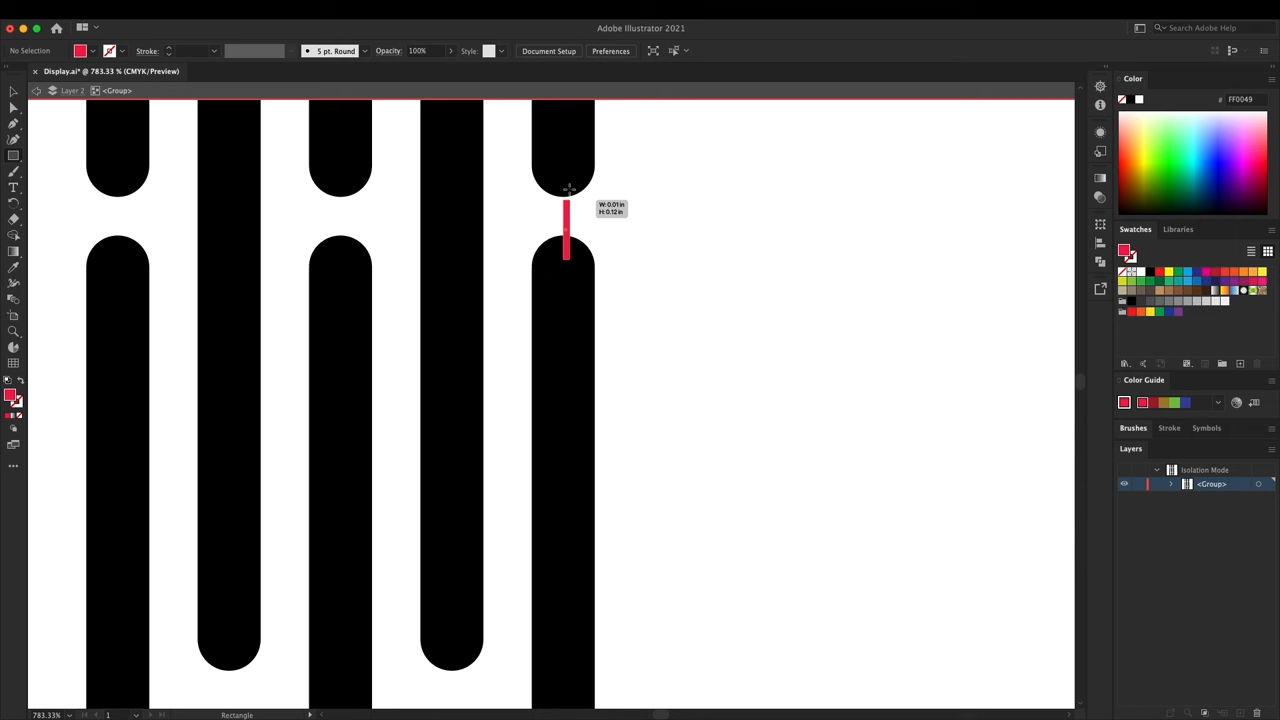 Adobe Illustrator 2021
Search Adobe Help
No Selection
Stroke:
5 pt. Round
Opacity:
100%
Style:
Document Setup
Preferences
Display.ai* @ 783.33 % (CMYK/Preview)
Layer 2
<Group>
W: 0.01 in
H: 0.12 in
Color
# FF0049
Swatches
Libraries
Color Guide
Brushes
Stroke
Symbols
Layers
Isolation Mode
<Group>
783.33%
1
Rectangle